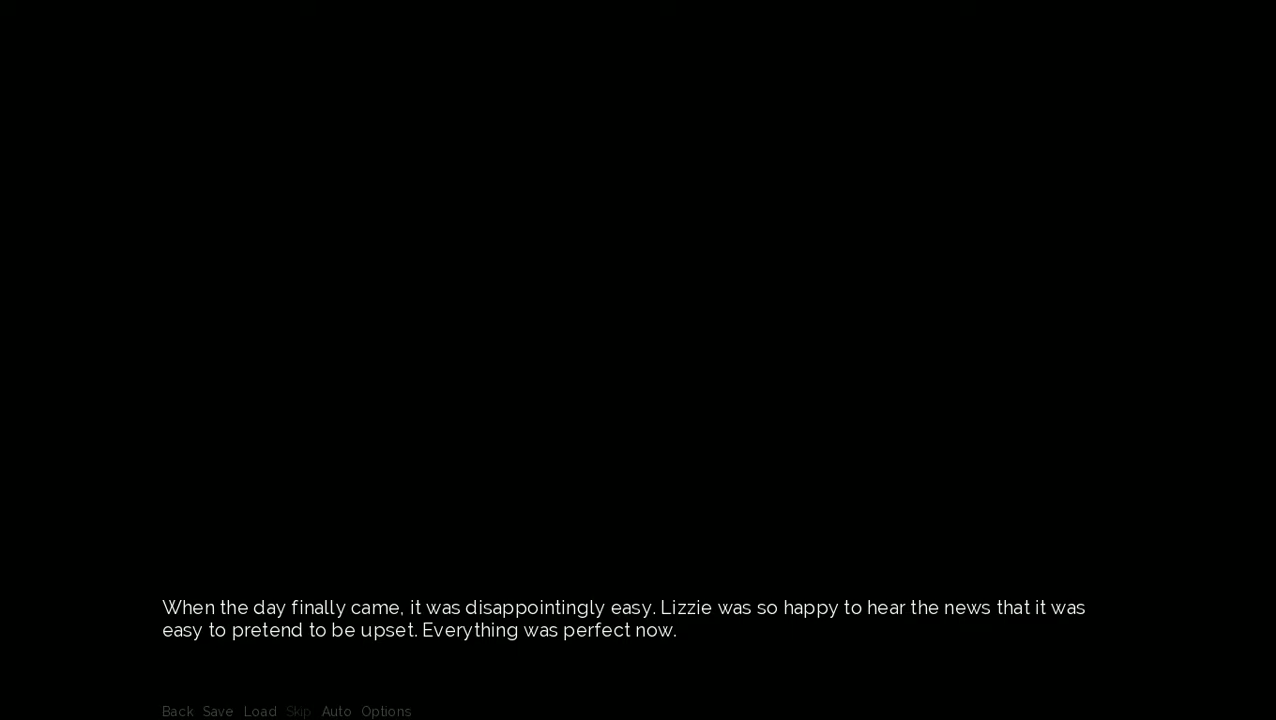 When the day finally came, it was disappointingly easy. Lizzie was so happy to hear the news that it was
easy to pretend to be upset. Everything was perfect now.
Back Save Load Skip Auto Options